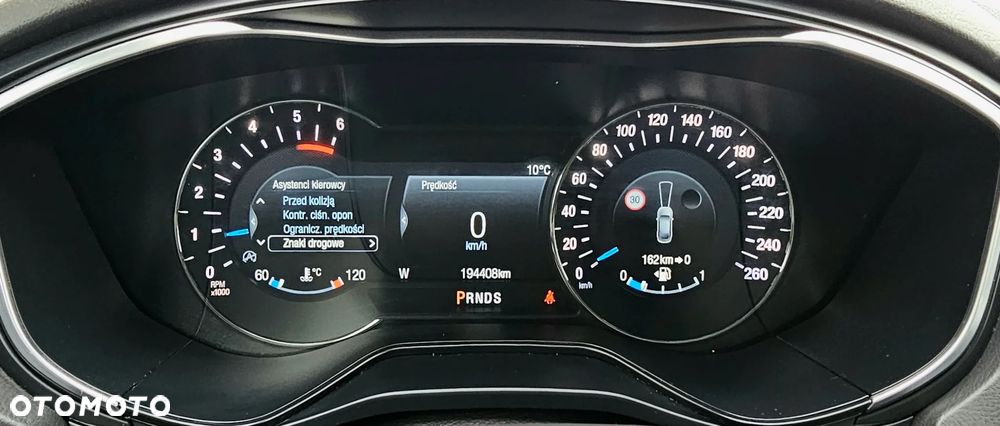 0 1 2 3 4 5 6
RPM
x1000
Asystenci kierowcy
Przed kolizją
Kontr. ciśn. opon
Ogranicz. prędkości
Znaki drogowe
60 °C 120
10°C
Prędkość
0
km/h
W 194408km
PRNDS
0 20 40 60 80 100 120 140 160 180 200 220 240 260
km/h
30
162km→0
0 1
OTOMOTO